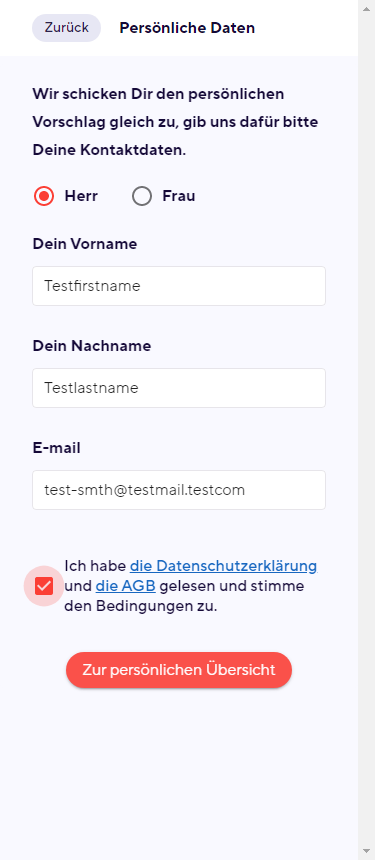 Zurück Persönliche Daten
Wir schicken Dir den persönlichen
Vorschlag gleich zu, gib uns dafür bitte
Deine Kontaktdaten.
Herr Frau
Dein Vorname
Testfirstname
Dein Nachname
Testlastname
E-mail
test-smth@testmail.testcom
Ich habe die Datenschutzerklärung
und die AGB gelesen und stimme
den Bedingungen zu.
Zur persönlichen Übersicht